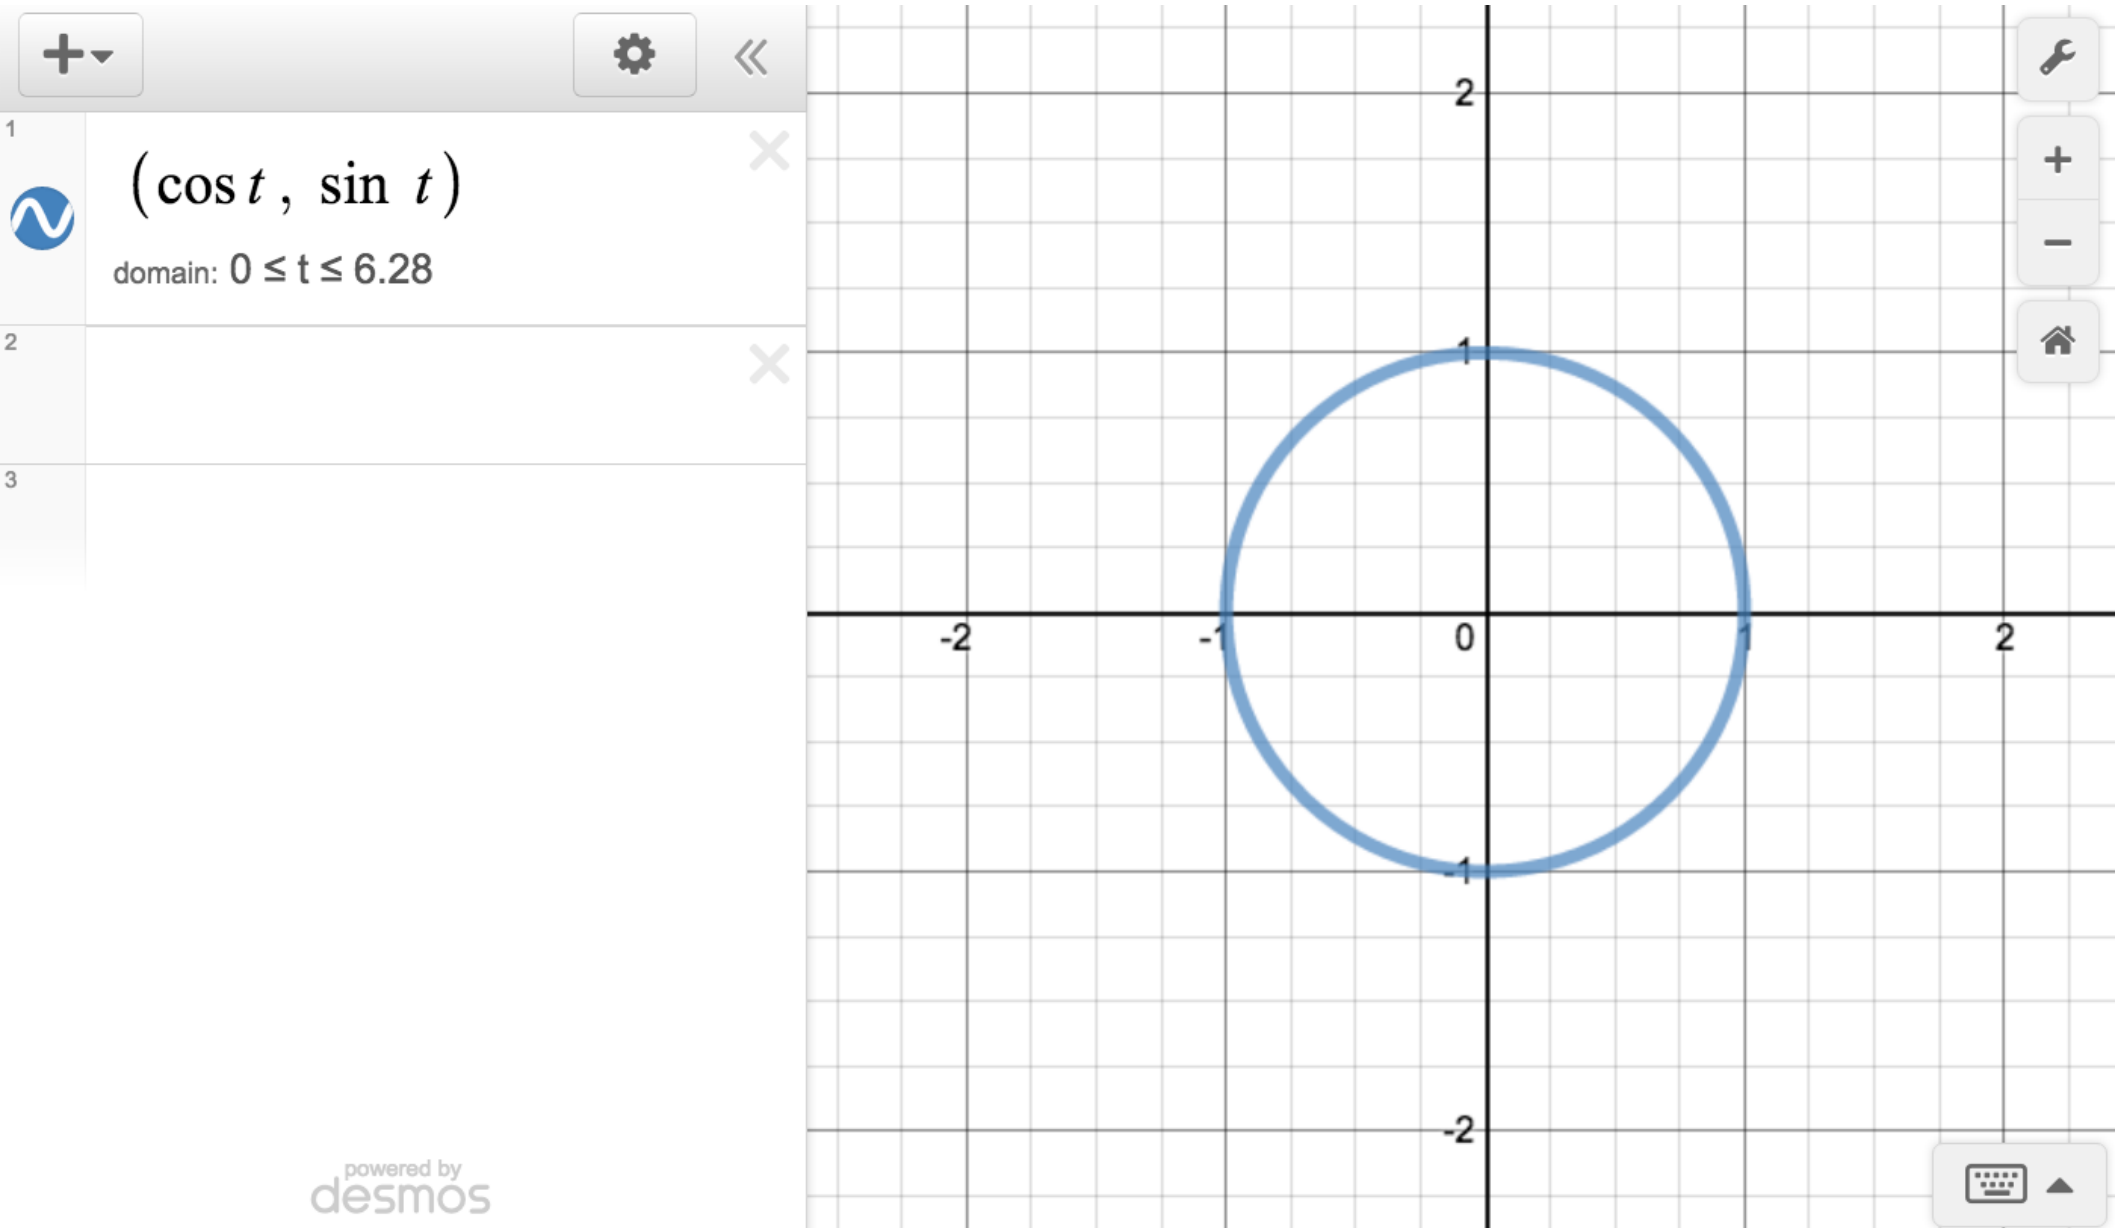 1
(cos t , sin t)
domain: 0 ≤ t ≤ 6.28
2
3
powered by
desmos
2
1
-2 -1 0 1 2
-1
-2